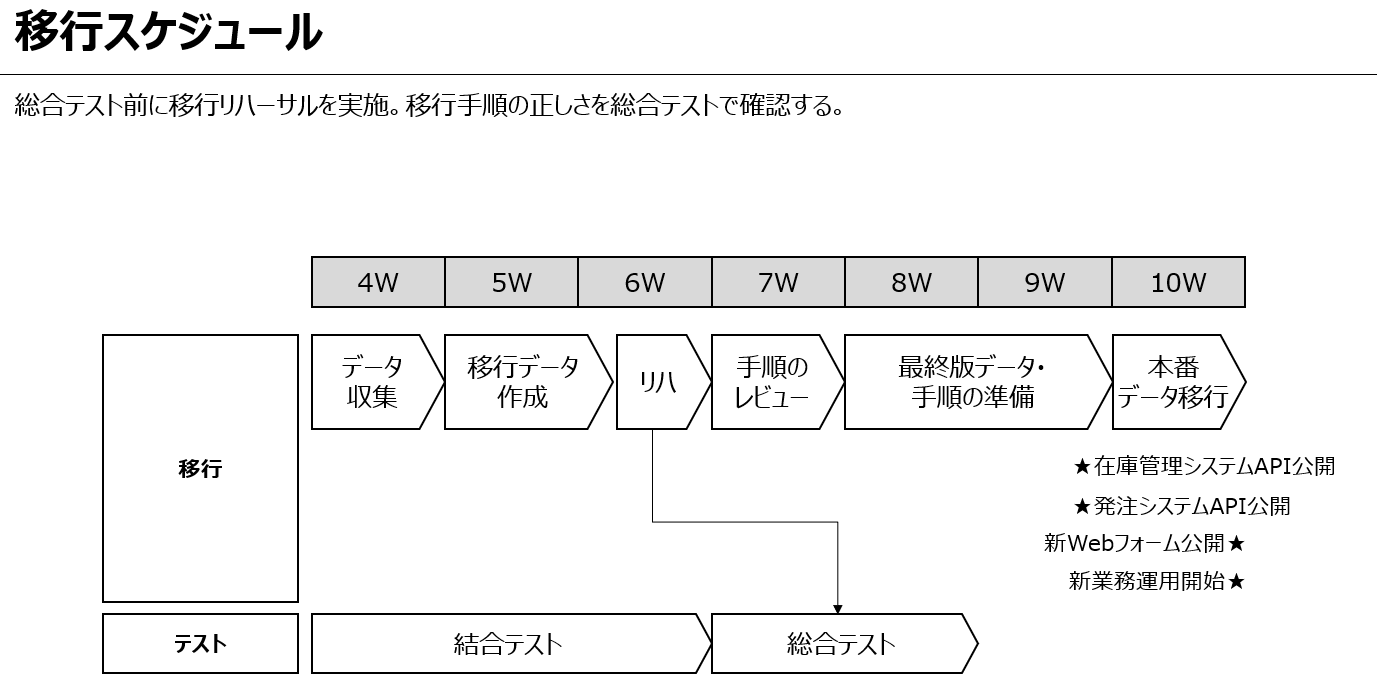 移行スケジュール
総合テスト前に移行リハーサルを実施。移行手順の正しさを総合テストで確認する。
4W 5W 6W 7W 8W 9W 10W
移行
データ
収集
移行データ
作成
リハ
手順の
レビュー
最終版データ・
手順の準備
本番
データ移行
★在庫管理システムAPI公開
★発注システムAPI公開
新Webフォーム公開★
新業務運用開始★
テスト
結合テスト
総合テスト